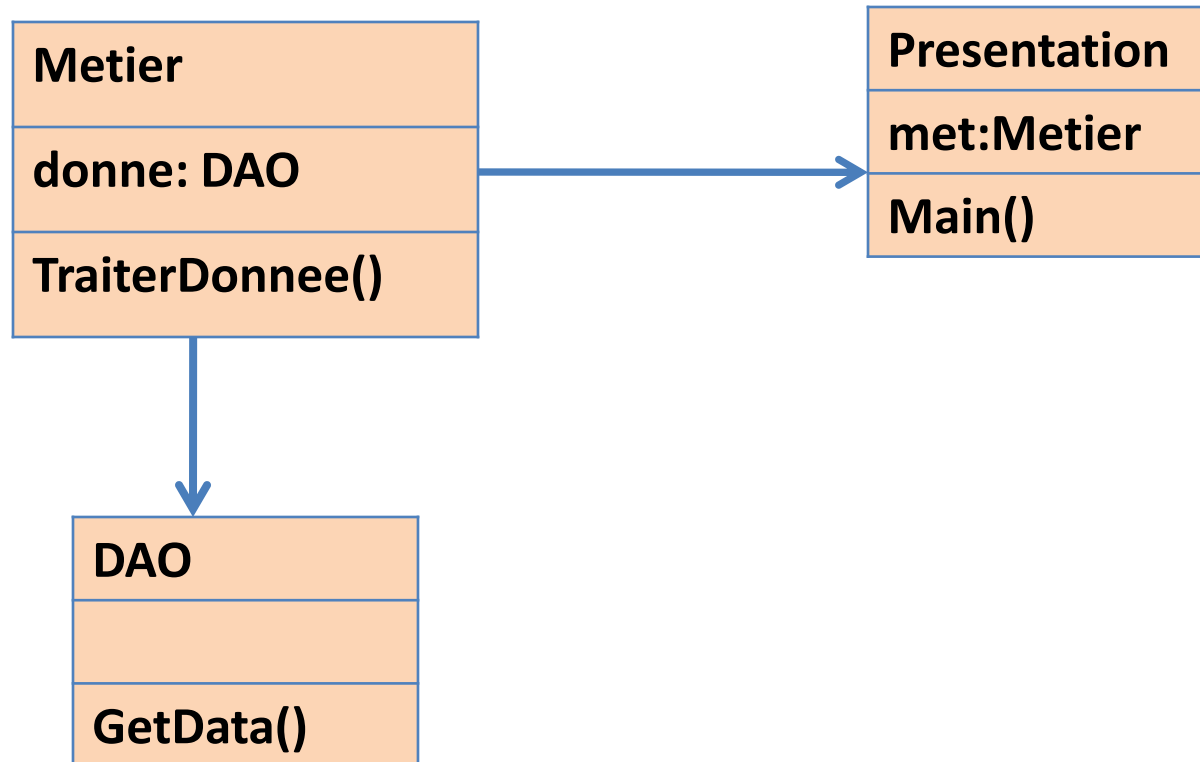 Metier
donne: DAO
TraiterDonnee()
Presentation
met:Metier
Main()
DAO
GetData()